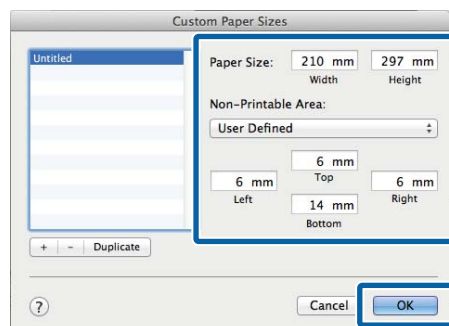 Custom Paper Sizes
Untitled
Paper Size: 210 mm 297 mm
Width Height
Non-Printable Area:
User Defined
6 mm
Top
6 mm 6 mm
Left Right
14 mm
Bottom
+ - Duplicate
? Cancel OK